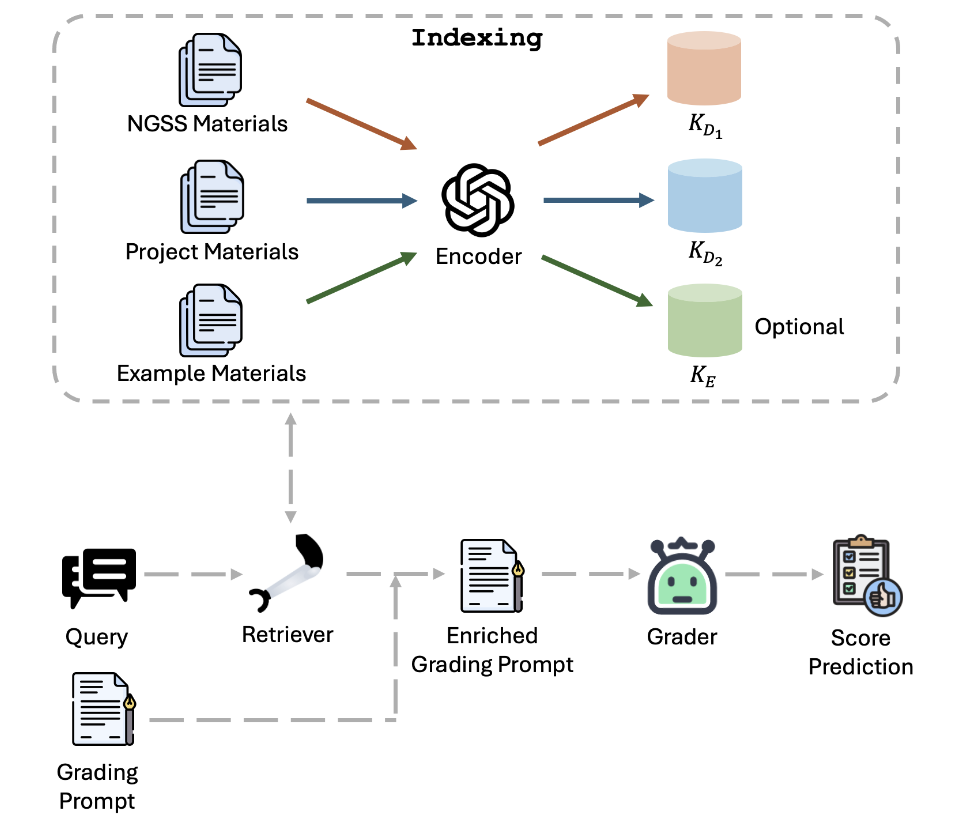 Indexing
NGSS Materials
Project Materials
Example Materials
Encoder
K_{D_1}
K_{D_2}
K_E
Optional
Query
Retriever
Enriched
Grading Prompt
Grader
Score
Prediction
Grading
Prompt